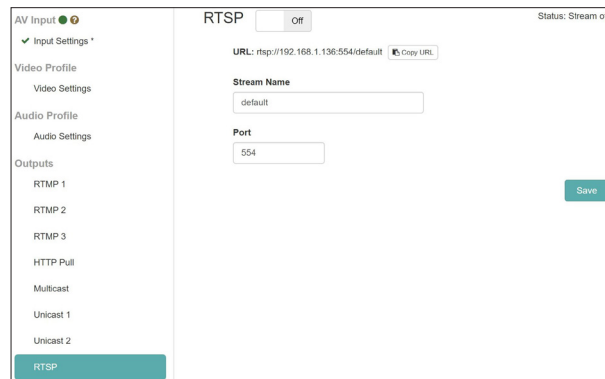 AV Input
Input Settings *
Video Profile
Video Settings
Audio Profile
Audio Settings
Outputs
RTMP 1
RTMP 2
RTMP 3
HTTP Pull
Multicast
Unicast 1
Unicast 2
RTSP
RTSP Off
Status: Stream o
URL: rtsp://192.168.1.136:554/default Copy URL
Stream Name
default
Port
554
Save